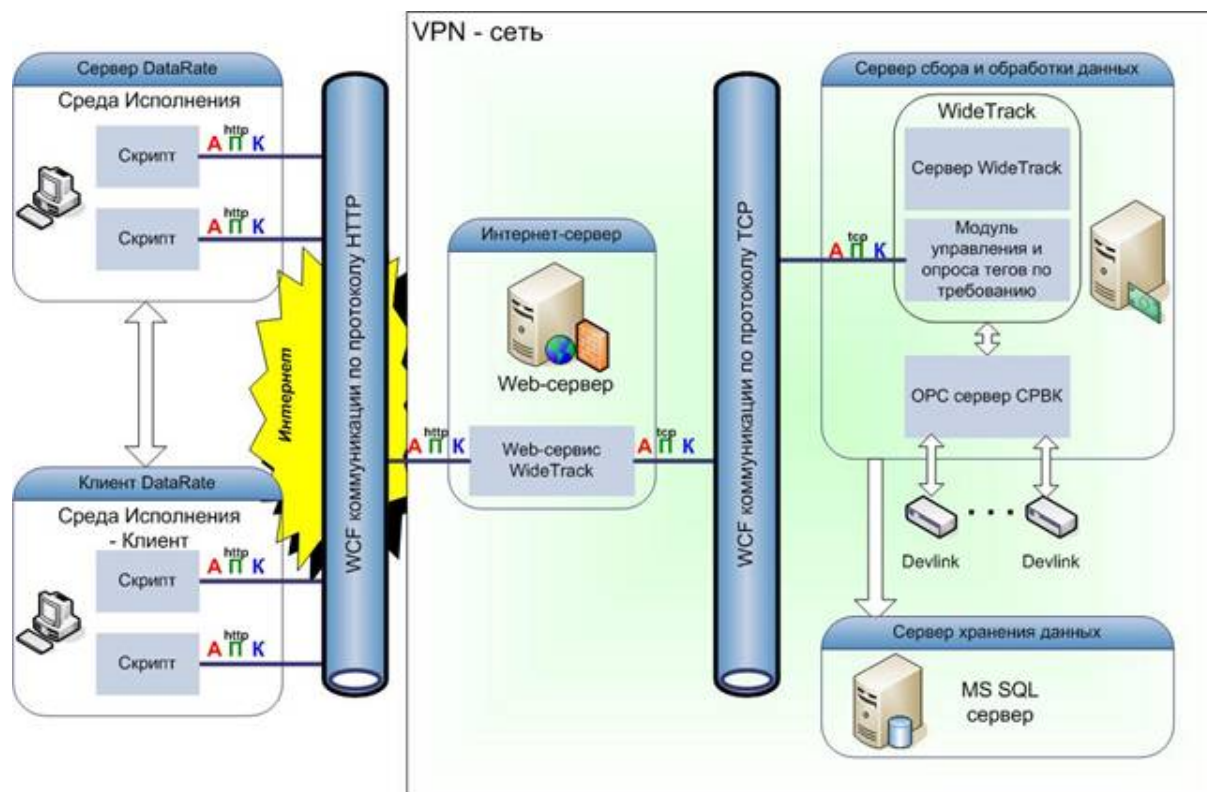 VPN - сеть
Сервер DataRate
Среда Исполнения
Скрипт
http
А П К
Скрипт
http
А П К
Интернет
Клиент DataRate
Среда Исполнения
- Клиент
Скрипт
http
А П К
Скрипт
http
А П К
WCF коммуникации по протоколу HTTP
Интернет-сервер
Web-сервер
http
А П К
Web-сервис
WideTrack
tcp
А П К
WCF коммуникации по протоколу TCP
Сервер сбора и обработки данных
WideTrack
Сервер WideTrack
tcp
А П К
Модуль
управления и
опроса тегов по
требованию
ОРС сервер СРВК
Devlink
Devlink
Сервер хранения данных
MS SQL
сервер